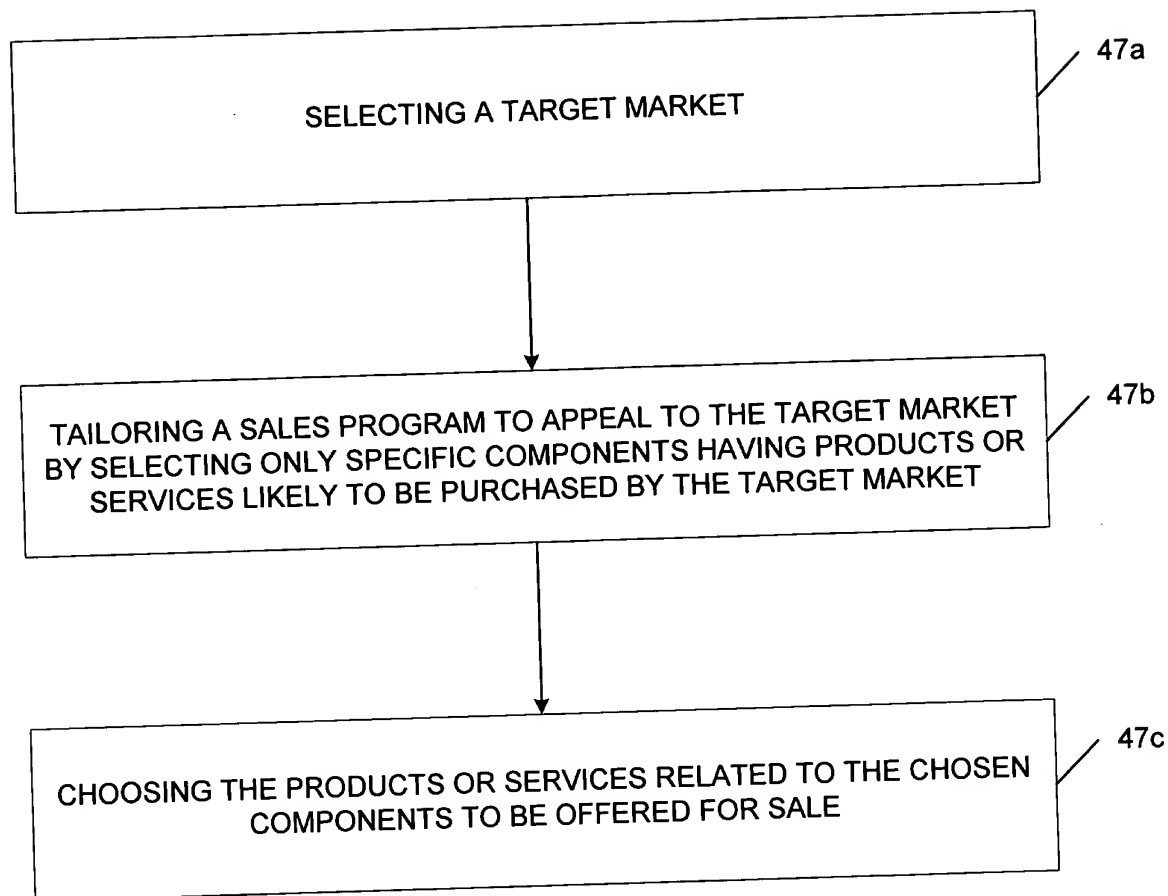 47a
SELECTING A TARGET MARKET
47b
TAILORING A SALES PROGRAM TO APPEAL TO THE TARGET MARKET
BY SELECTING ONLY SPECIFIC COMPONENTS HAVING PRODUCTS OR
SERVICES LIKELY TO BE PURCHASED BY THE TARGET MARKET
47c
CHOOSING THE PRODUCTS OR SERVICES RELATED TO THE CHOSEN
COMPONENTS TO BE OFFERED FOR SALE